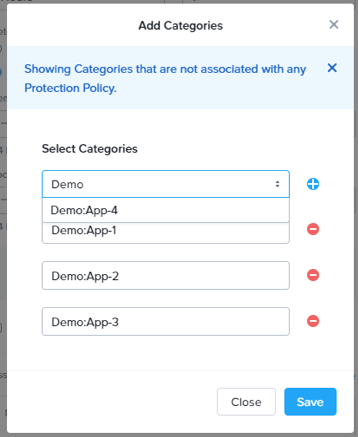 Add Categories
Showing Categories that are not associated with any
Protection Policy.
Select Categories
Demo
Demo:App-4
Demo:App-1
Demo:App-2
Demo:App-3
Close
Save